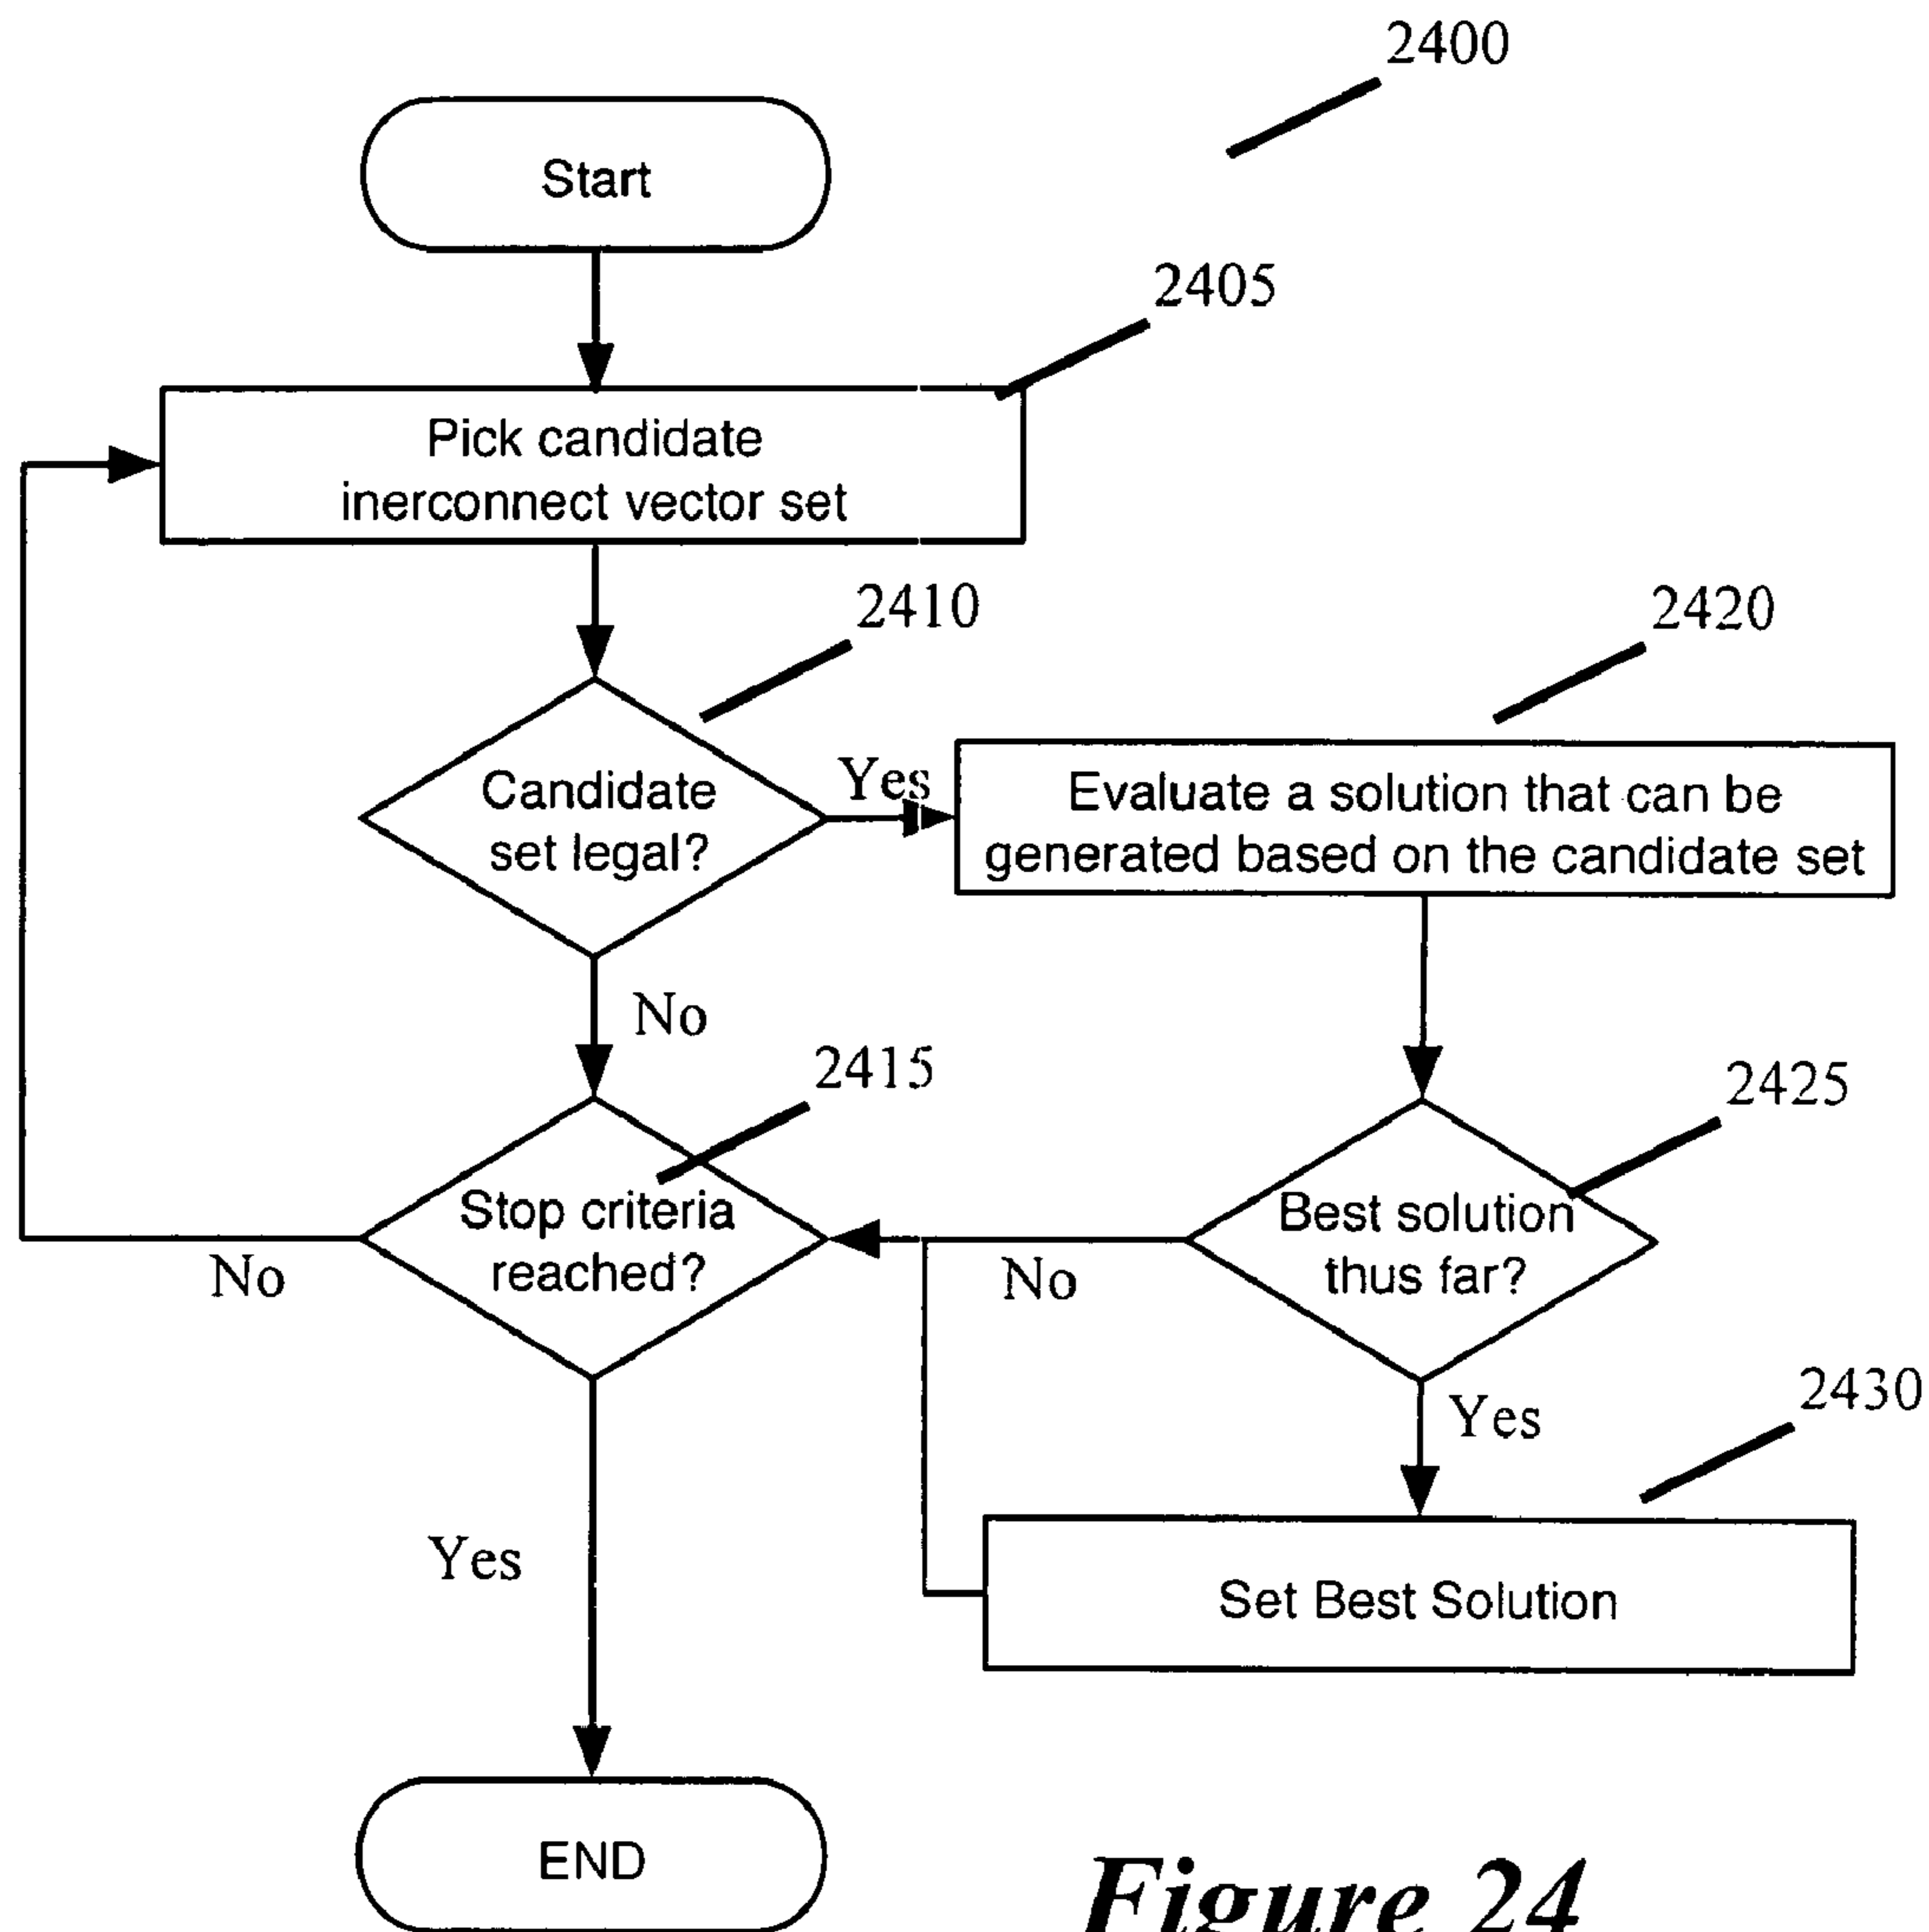 2400
Start
2405
Pick candidate
inerconnect vector set
2410
2420
Candidate
set legal?
Yes
Evaluate a solution that can be
generated based on the candidate set
No
2415
2425
Stop criteria
reached?
Best solution
thus far?
No
No
2430
Yes
Yes
Set Best Solution
END
Figure 24